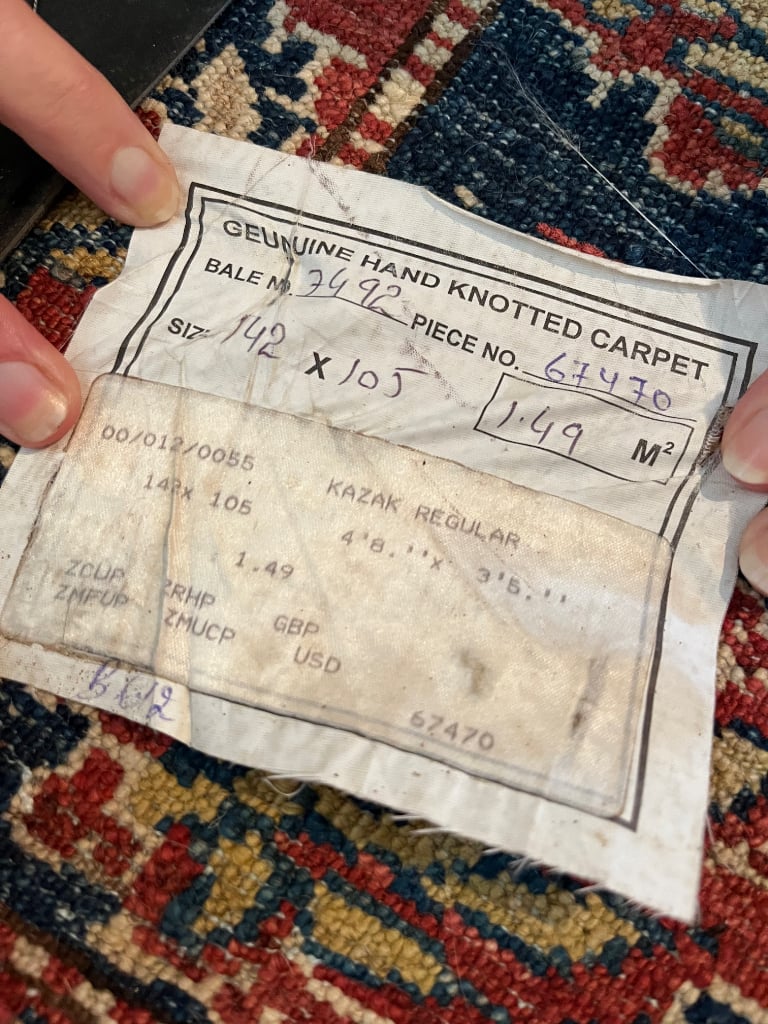 GEUNUINE HAND KNOTTED CARPET
BALE NO. 7492 PIECE NO. 67470
SIZE 142 X 105
1.49 M²
00/012/0055 KAZAK REGULAR
142X 105 4'8.''x 3'5.''
1.49
ZCUP ZRHP GBP
ZMFUP ZMUCP USD
67470